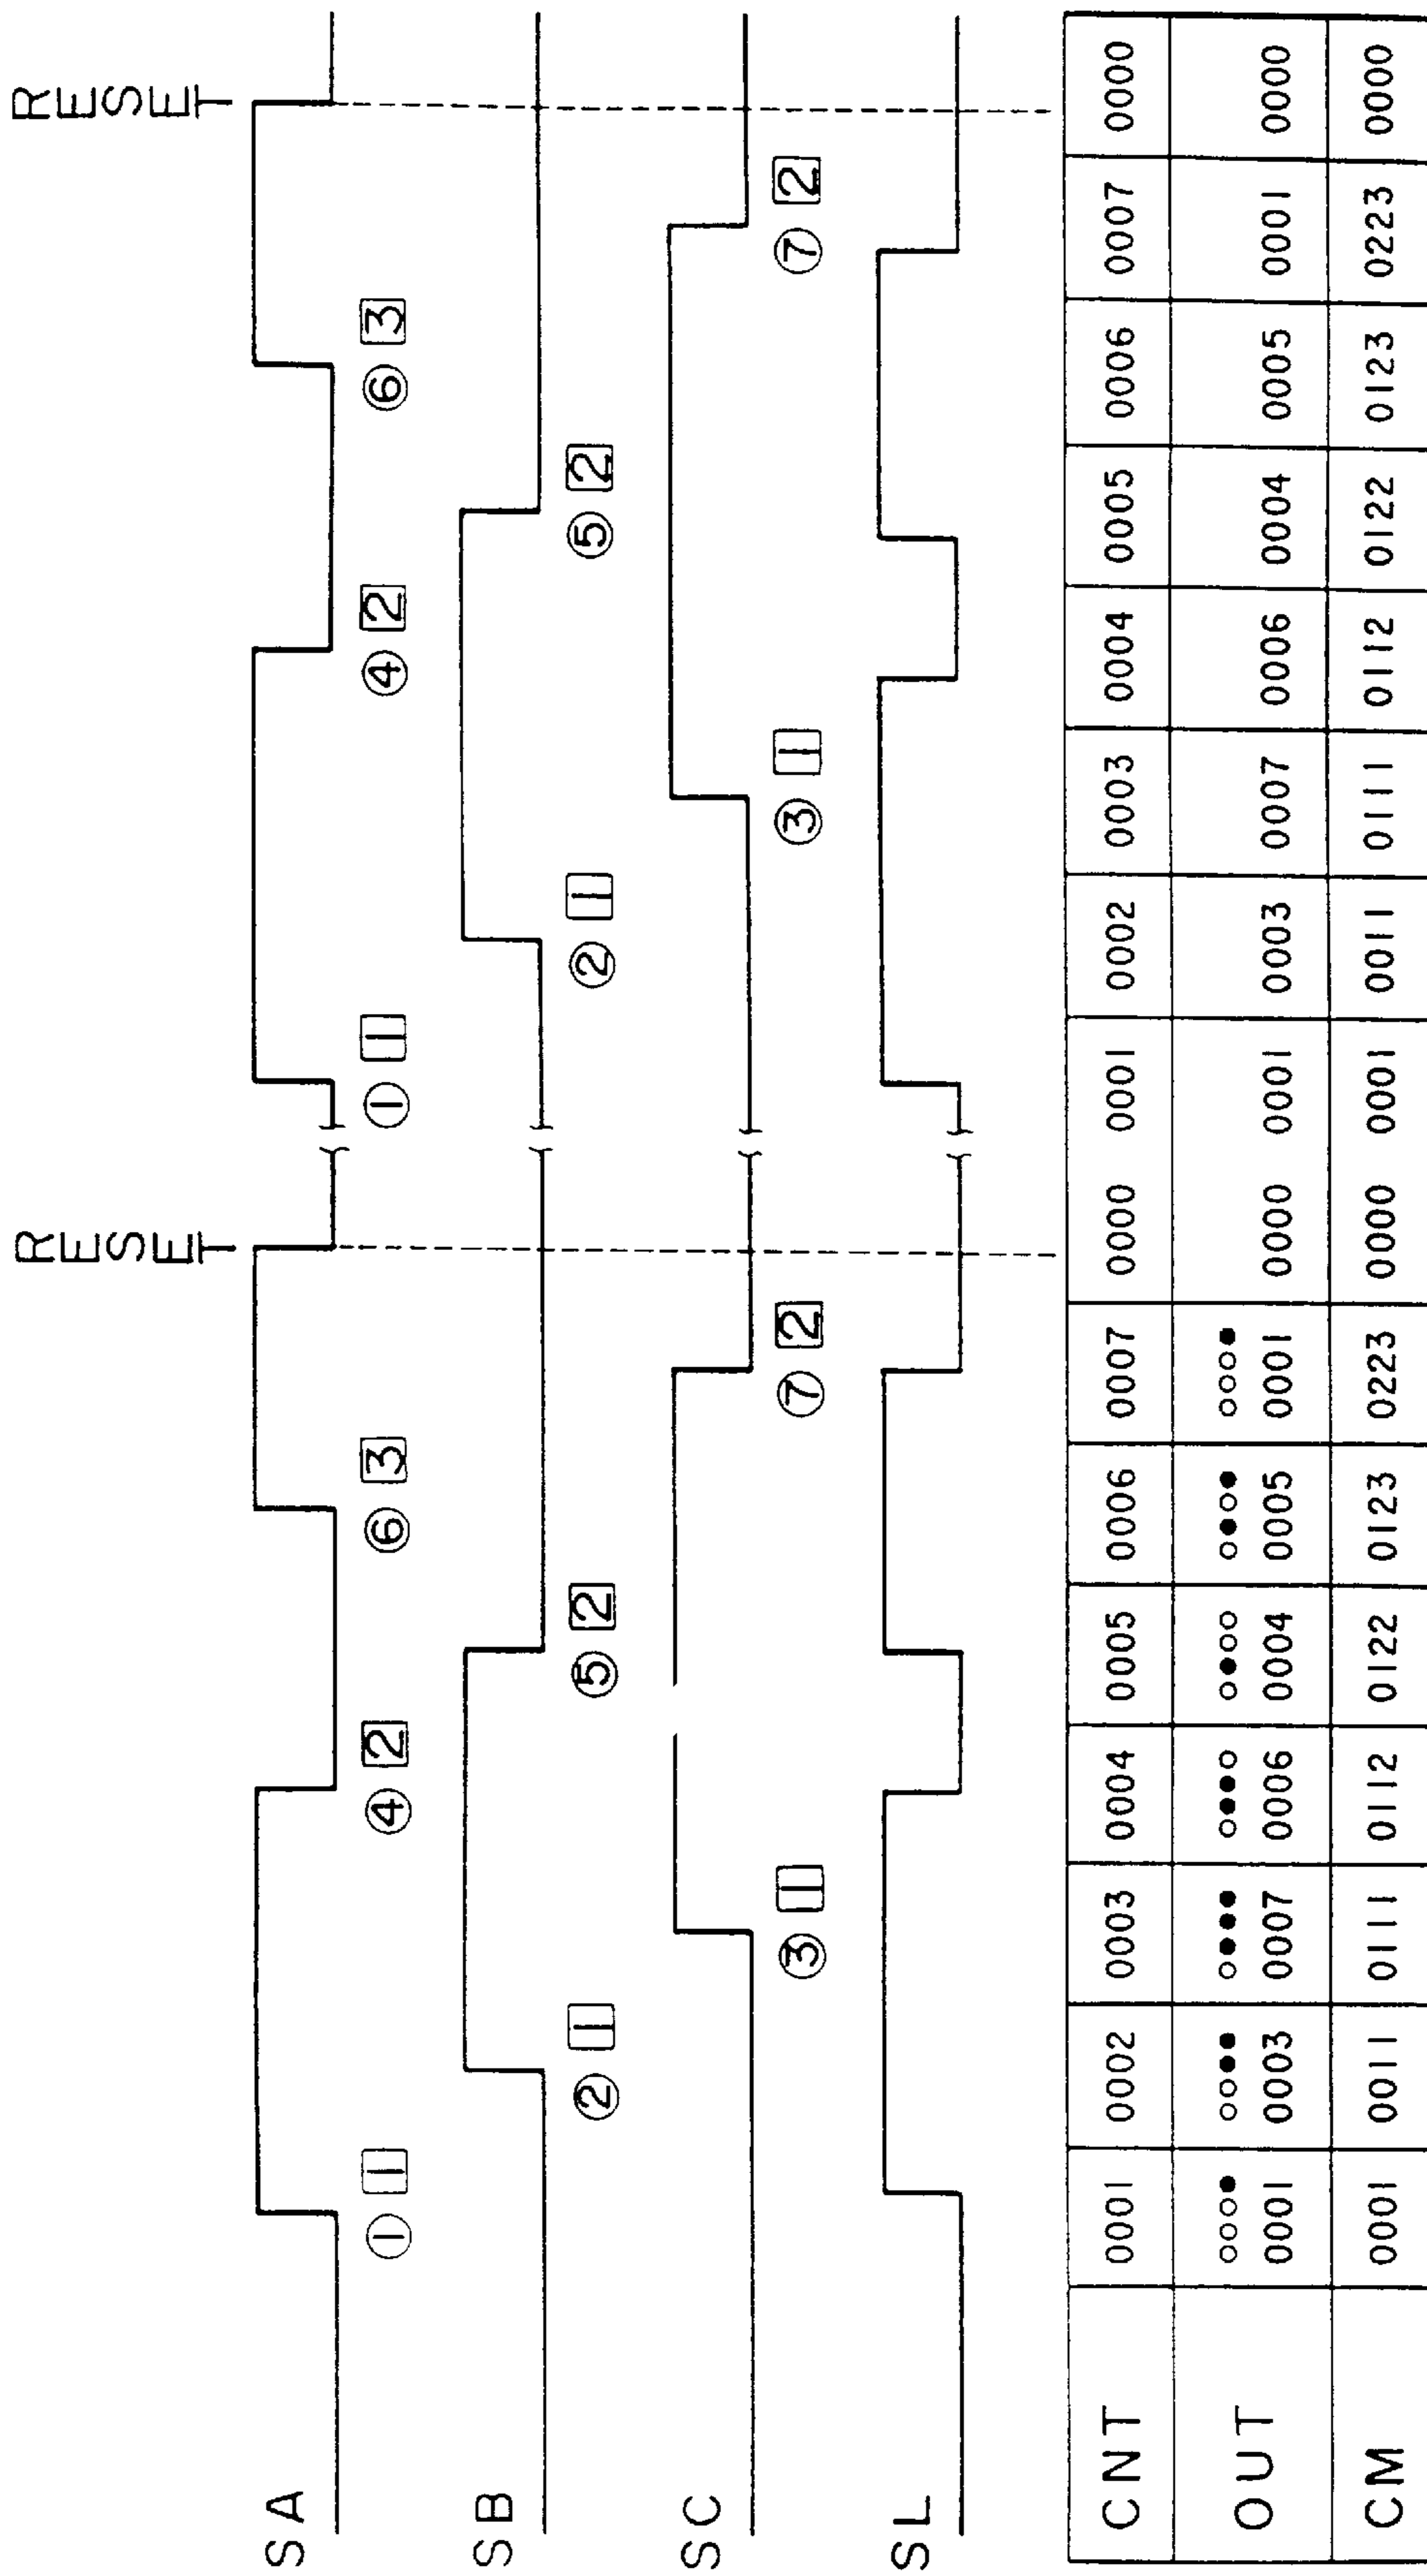 RESET RESET
SA
① 1 ④ 2 ⑥ 3 ① 1 ④ 2 ⑥ 3
SB
② 1 ⑤ 2 ② 1 ⑤ 2
SC
③ 1 ⑦ 2 ③ 1 ⑦ 2
SL
CNT 0001 0002 0003 0004 0005 0006 0007 0000 0001 0002 0003 0004 0005 0006 0007 0000
OUT 0001 0003 0007 0006 0004 0005 0001 0000 0001 0003 0007 0006 0004 0005 0001 0000
CM 0001 0011 0111 0112 0122 0123 0223 0000 0001 0011 0111 0112 0122 0123 0223 0000